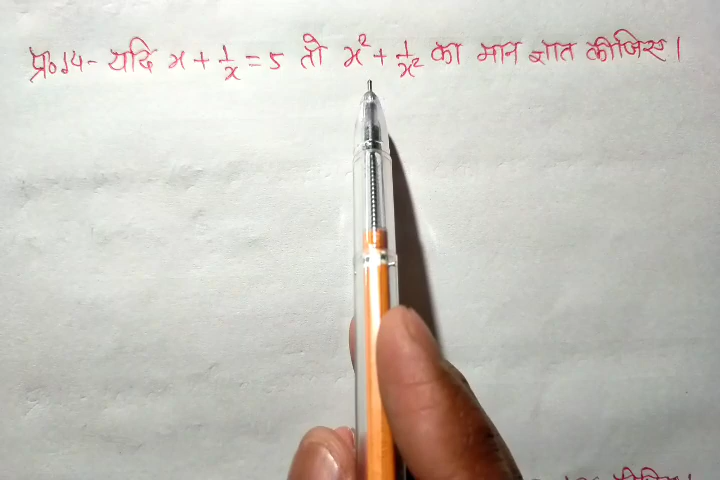 प्र०14- यदि x + 1/x = 5 तो x² + 1/x² का मान ज्ञात कीजिए।